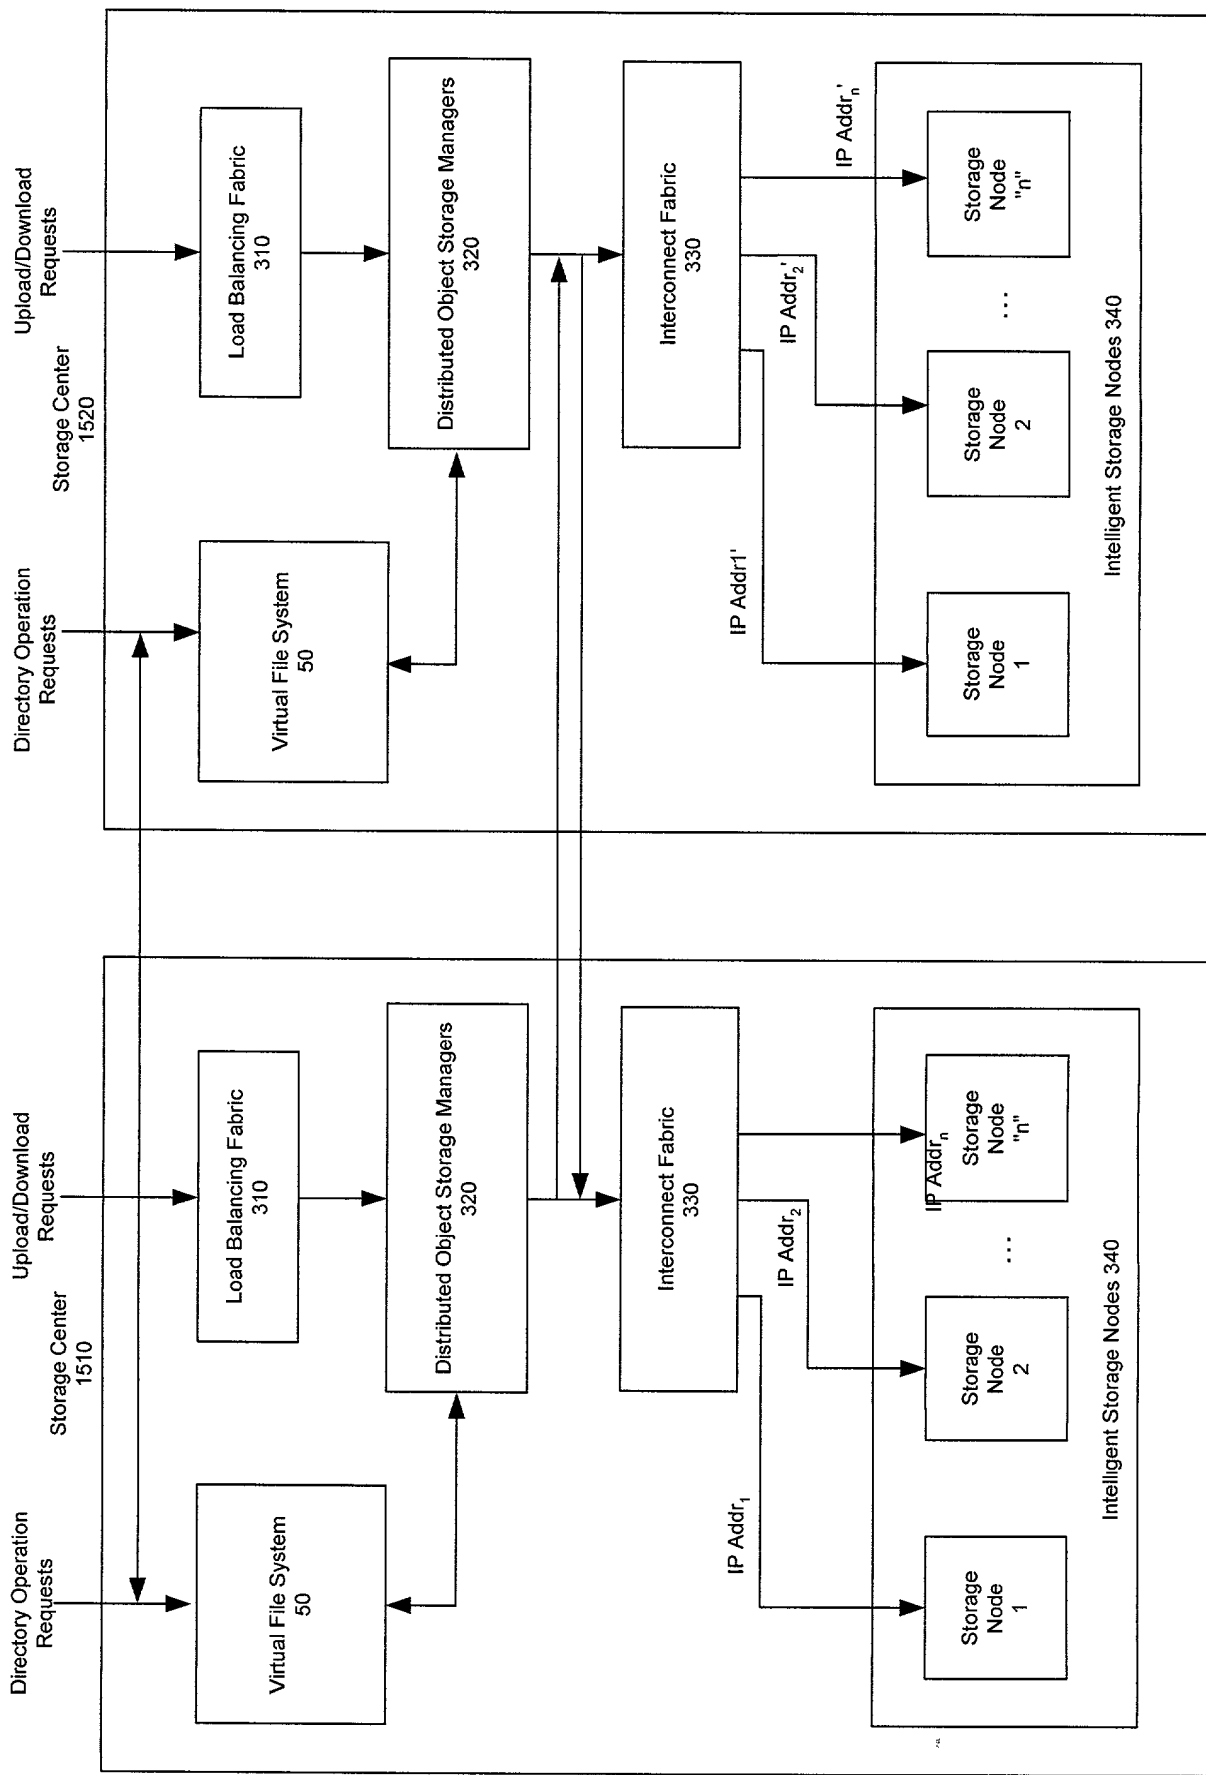 Directory Operation
Requests
Storage Center
1510
Upload/Download
Requests
Virtual File System
50
Load Balancing Fabric
310
Distributed Object Storage Managers
320
Interconnect Fabric
330
IP Addr1
IP Addr2
IP Addrn
Storage
Node
1
Storage
Node
2
...
Storage
Node
"n"
Intelligent Storage Nodes 340
Directory Operation
Requests
Storage Center
1520
Upload/Download
Requests
Virtual File System
50
Load Balancing Fabric
310
Distributed Object Storage Managers
320
Interconnect Fabric
330
IP Addr1'
IP Addr2'
IP Addrn'
Storage
Node
1
Storage
Node
2
...
Storage
Node
"n"
Intelligent Storage Nodes 340